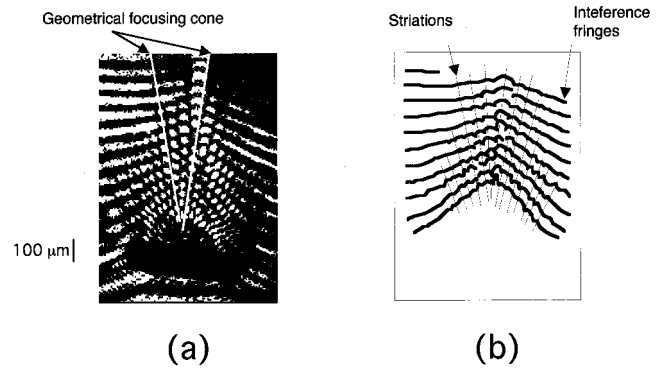 Geometrical focusing cone
Striations
Inteference
fringes
100 μm
(a)
(b)